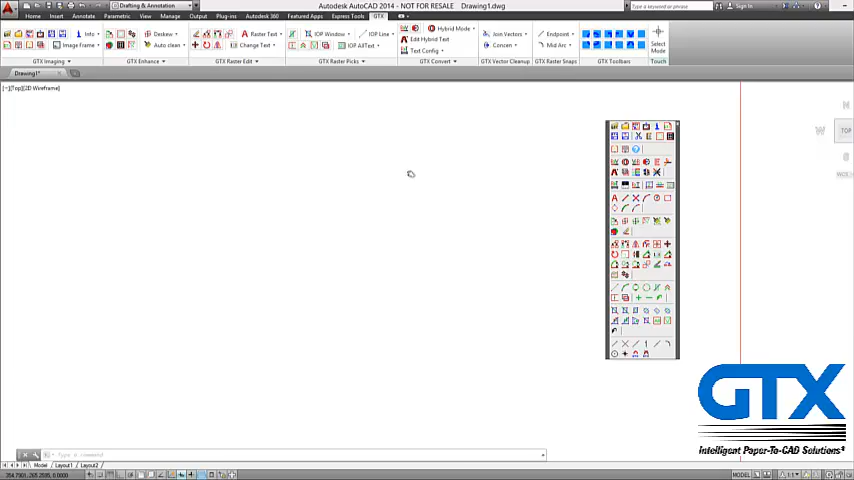 Drafting & Annotation
Autodesk AutoCAD 2014 - NOT FOR RESALE Drawing1.dwg
Type a keyword or phrase
Sign In
Home Insert Annotate Parametric View Manage Output Plug-ins Autodesk 360 Featured Apps Express Tools GTX
Info Deskew Raster Text IOP Window IOP Line Hybrid Mode Join Vectors Endpoint
Edit Hybrid Text
Image Frame Auto clean Change Text IOP AllText Text Config Concen Mid Arc
Select
Mode
GTX Imaging GTX Enhance GTX Raster Edit GTX Raster Picks GTX Convert GTX Vector Cleanup GTX Raster Snaps GTX Toolbars Touch
Drawing1*
[−][Top][2D Wireframe]
N
W TOP
S
GTX
Intelligent Paper-To-CAD Solutions
Type a command
Model Layout1 Layout2
MODEL 1:1